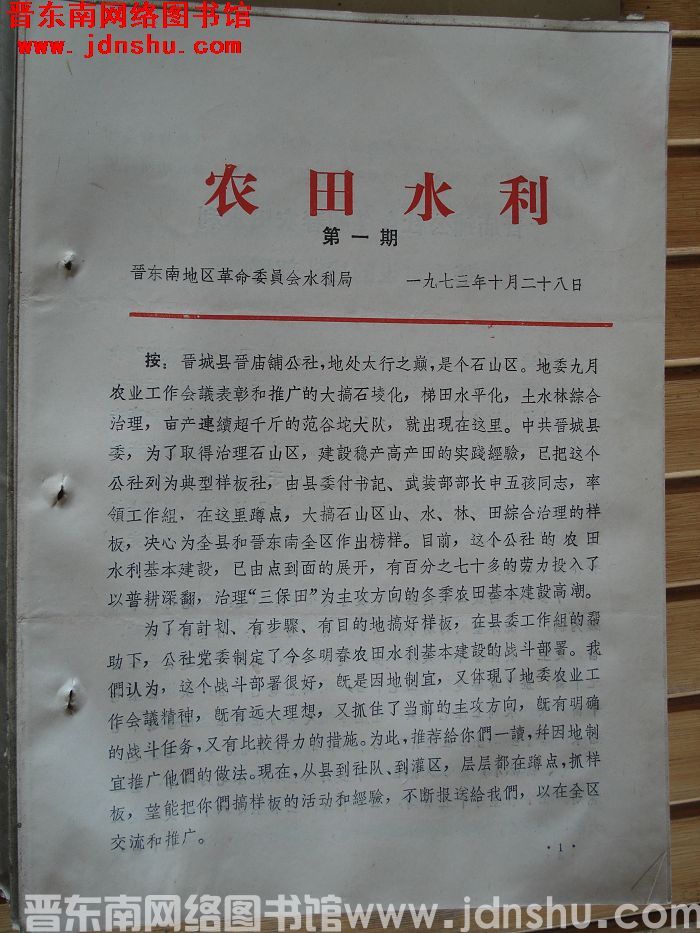 晋东南网络图书馆
www.jdnshu.com
农田水利
第一期
晋东南地区革命委員会水利局 一九七三年十月二十八日
按：晋城县晋庙铺公社，地处太行之巅，是个石山区。地委九月
农业工作会議表彰和推广的大搞石堎化，梯田水平化，土水林綜合
治理，亩产連續超千斤的范谷坨大队，就出現在这里。中共晋城县
委，为了取得治理石山区，建設稳产高产田的实践經驗，已把这个
公社列为典型样板社，由县委付书記、武装部部长申五孩同志，率
領工作組，在这里蹲点，大搞石山区山、水、林、田綜合治理的样
板，决心为全县和晋东南全区作出榜样。目前，这个公社的农田
水利基本建設，已由点到面的展开，有百分之七十多的劳力投入了
以普耕深翻，治理“三保田”为主攻方向的冬季农田基本建設高潮。
为了有計划、有步驟、有目的地搞好样板，在县委工作組的帮
助下，公社党委制定了今冬明春农田水利基本建設的战斗部署。我
們认为，这个战斗部署很好，既是因地制宜，又体現了地委农业工
作会議精神，既有远大理想，又抓住了当前的主攻方向，既有明确
的战斗任务，又有比較得力的措施。为此，推荐給你們一讀，幷因地制
宜推广他們的做法。現在，从县到社队、到灌区，层层都在蹲点，抓样
板，望能把你們搞样板的活动和經驗，不断报送給我們，以在全区
交流和推广。
·1·
晋东南网络图书馆www.jdnshu.com